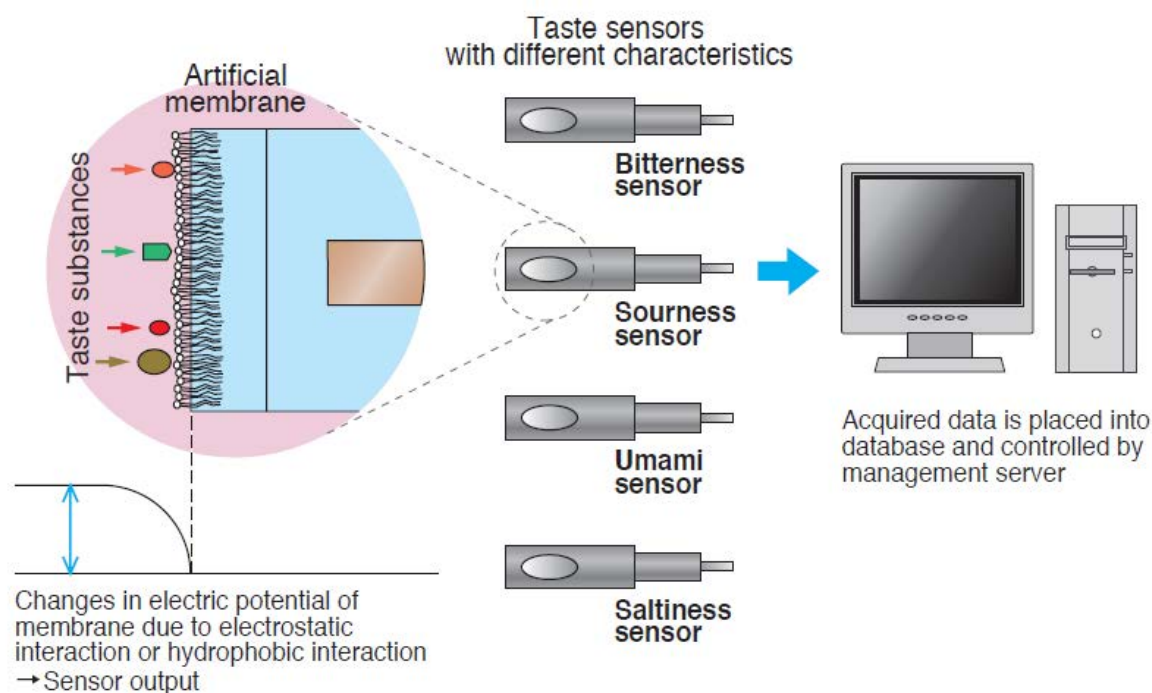 Taste sensors
with different characteristics
Artificial
membrane
Taste substances
Bitterness
sensor
Sourness
sensor
Umami
sensor
Saltiness
sensor
Acquired data is placed into
database and controlled by
management server
Changes in electric potential of
membrane due to electrostatic
interaction or hydrophobic interaction
→ Sensor output